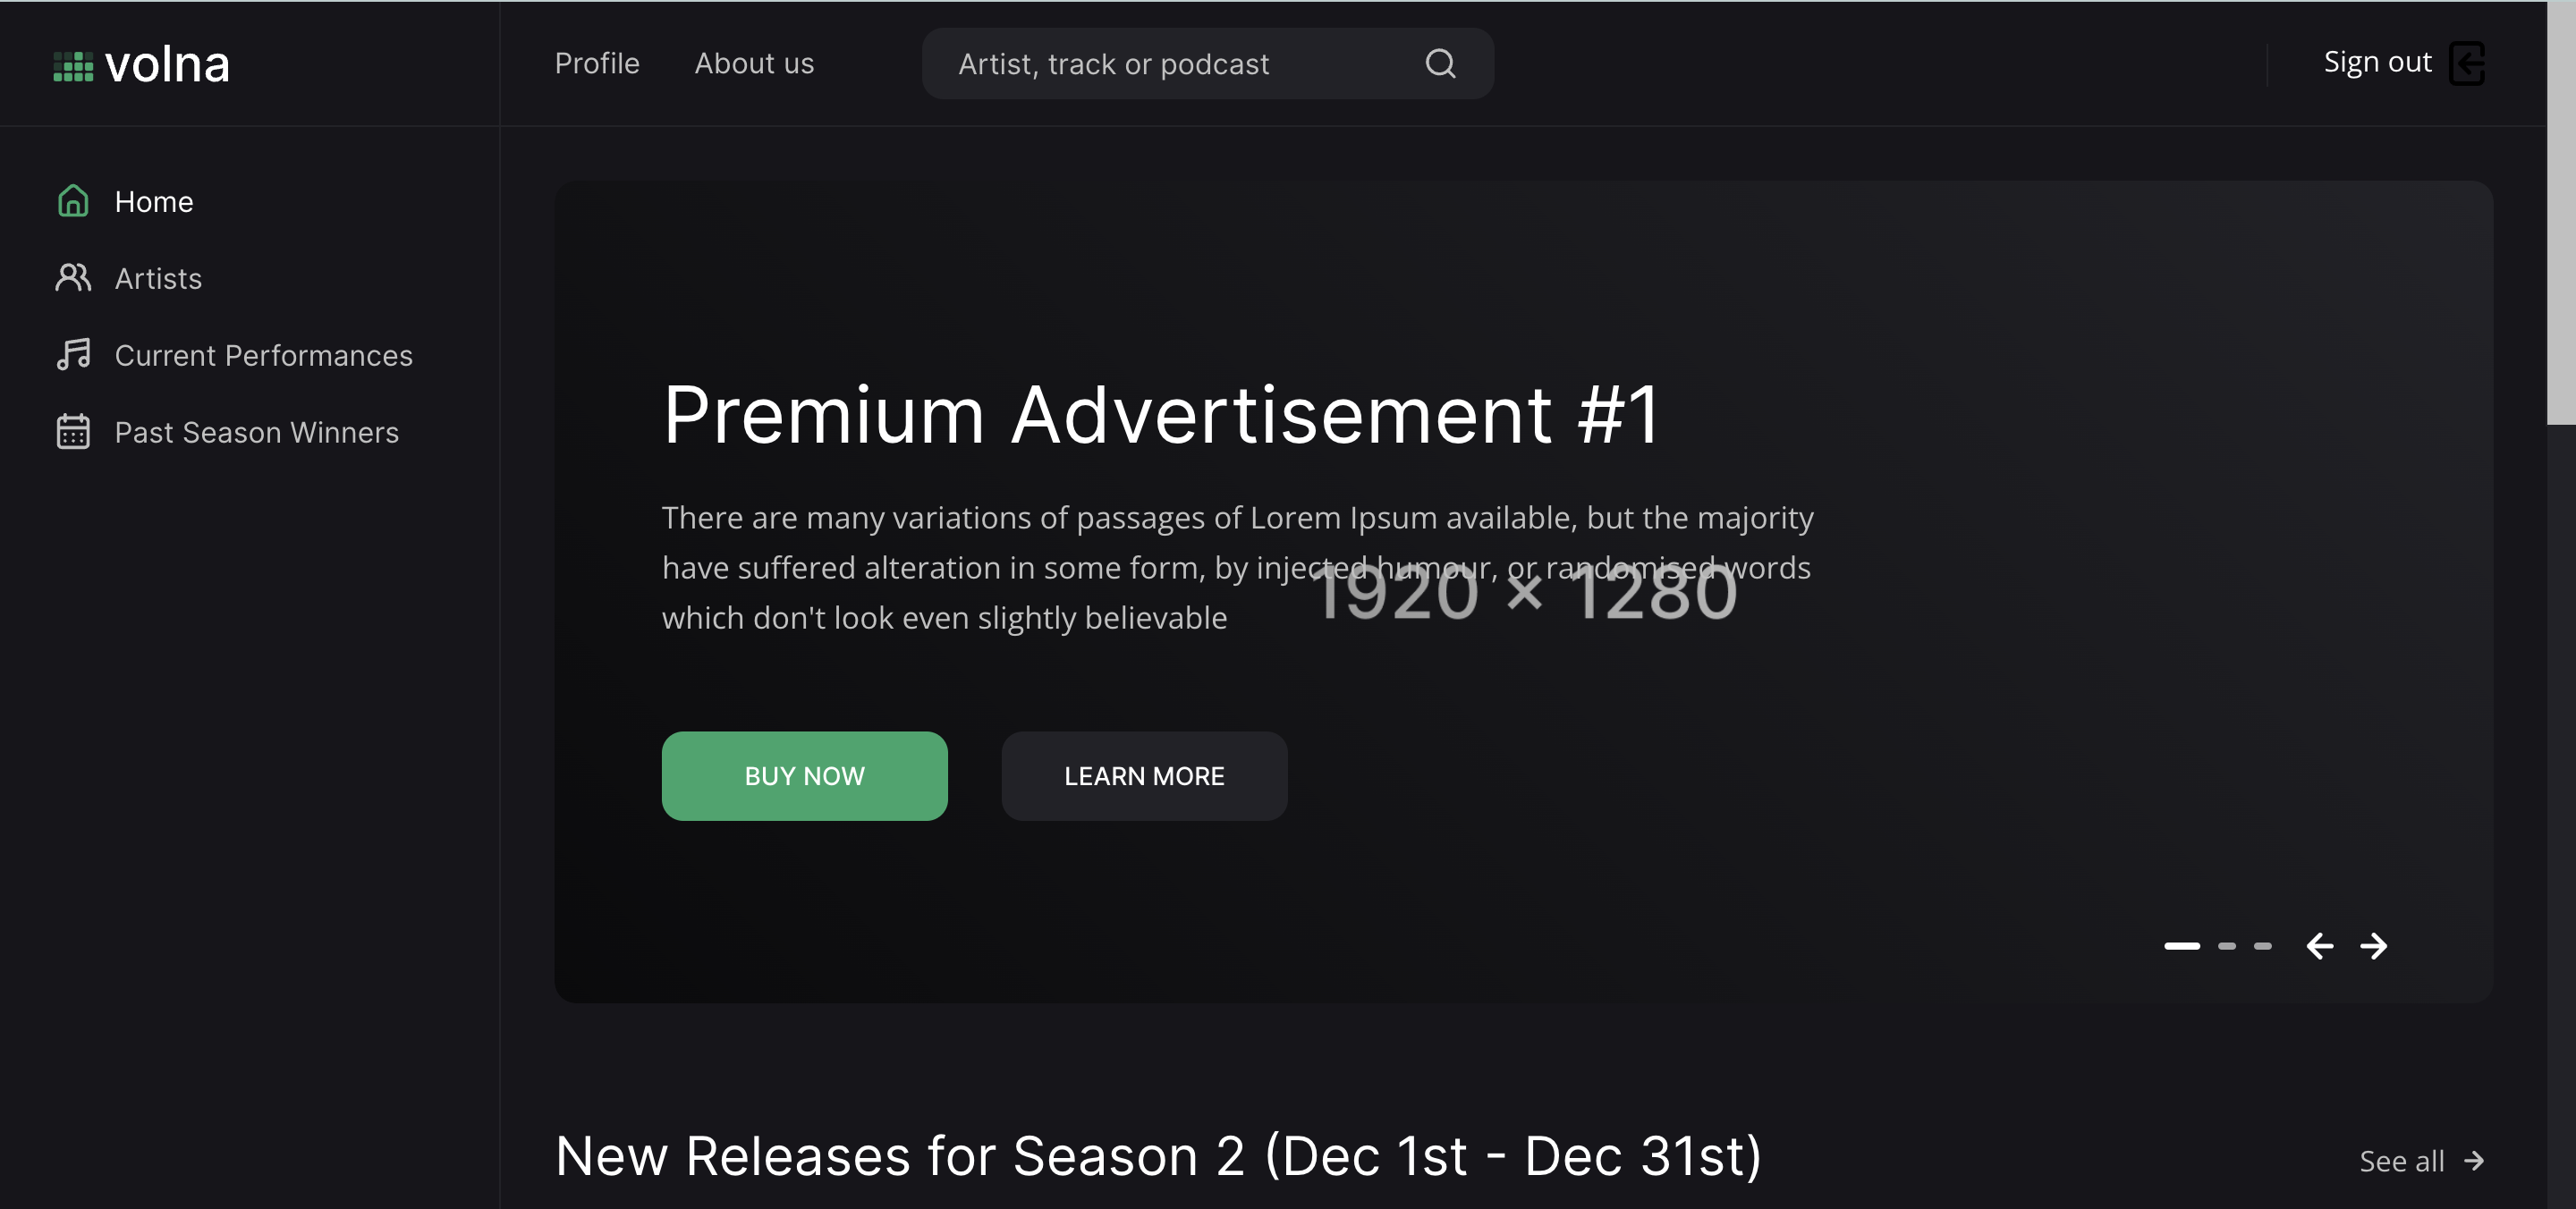 volna
Profile
About us
Artist, track or podcast
Sign out
Home
Artists
Current Performances
Past Season Winners
Premium Advertisement #1
There are many variations of passages of Lorem Ipsum available, but the majority
have suffered alteration in some form, by injected humour, or randomised words
which don't look even slightly believable
1920 × 1280
BUY NOW
LEARN MORE
New Releases for Season 2 (Dec 1st - Dec 31st)
See all